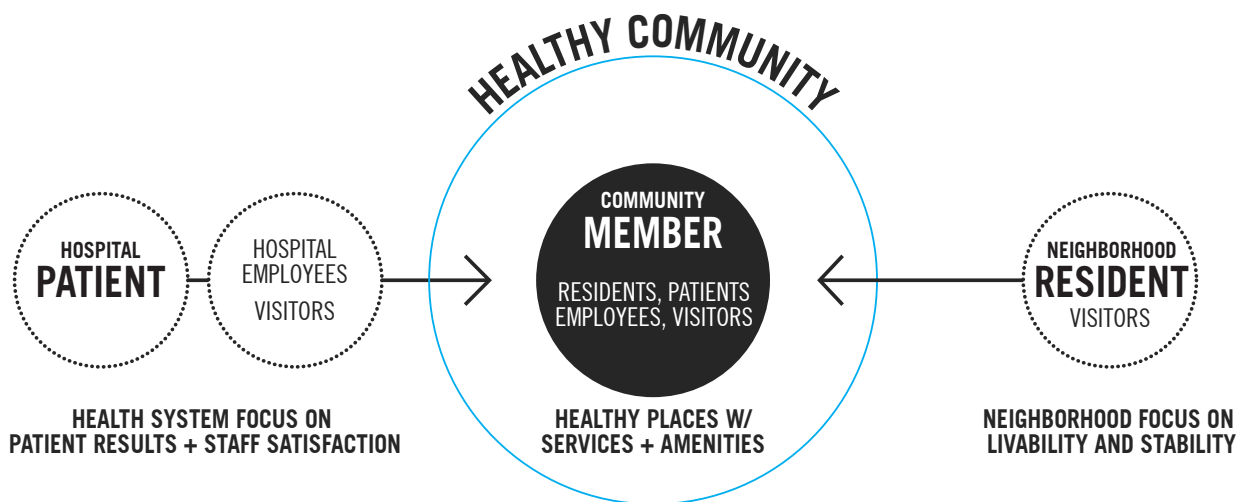 HEALTHY COMMUNITY
HOSPITAL
PATIENT
HOSPITAL
EMPLOYEES
VISITORS
HEALTH SYSTEM FOCUS ON
PATIENT RESULTS + STAFF SATISFACTION
COMMUNITY
MEMBER
RESIDENTS, PATIENTS
EMPLOYEES, VISITORS
HEALTHY PLACES W/
SERVICES + AMENITIES
NEIGHBORHOOD
RESIDENT
VISITORS
NEIGHBORHOOD FOCUS ON
LIVABILITY AND STABILITY